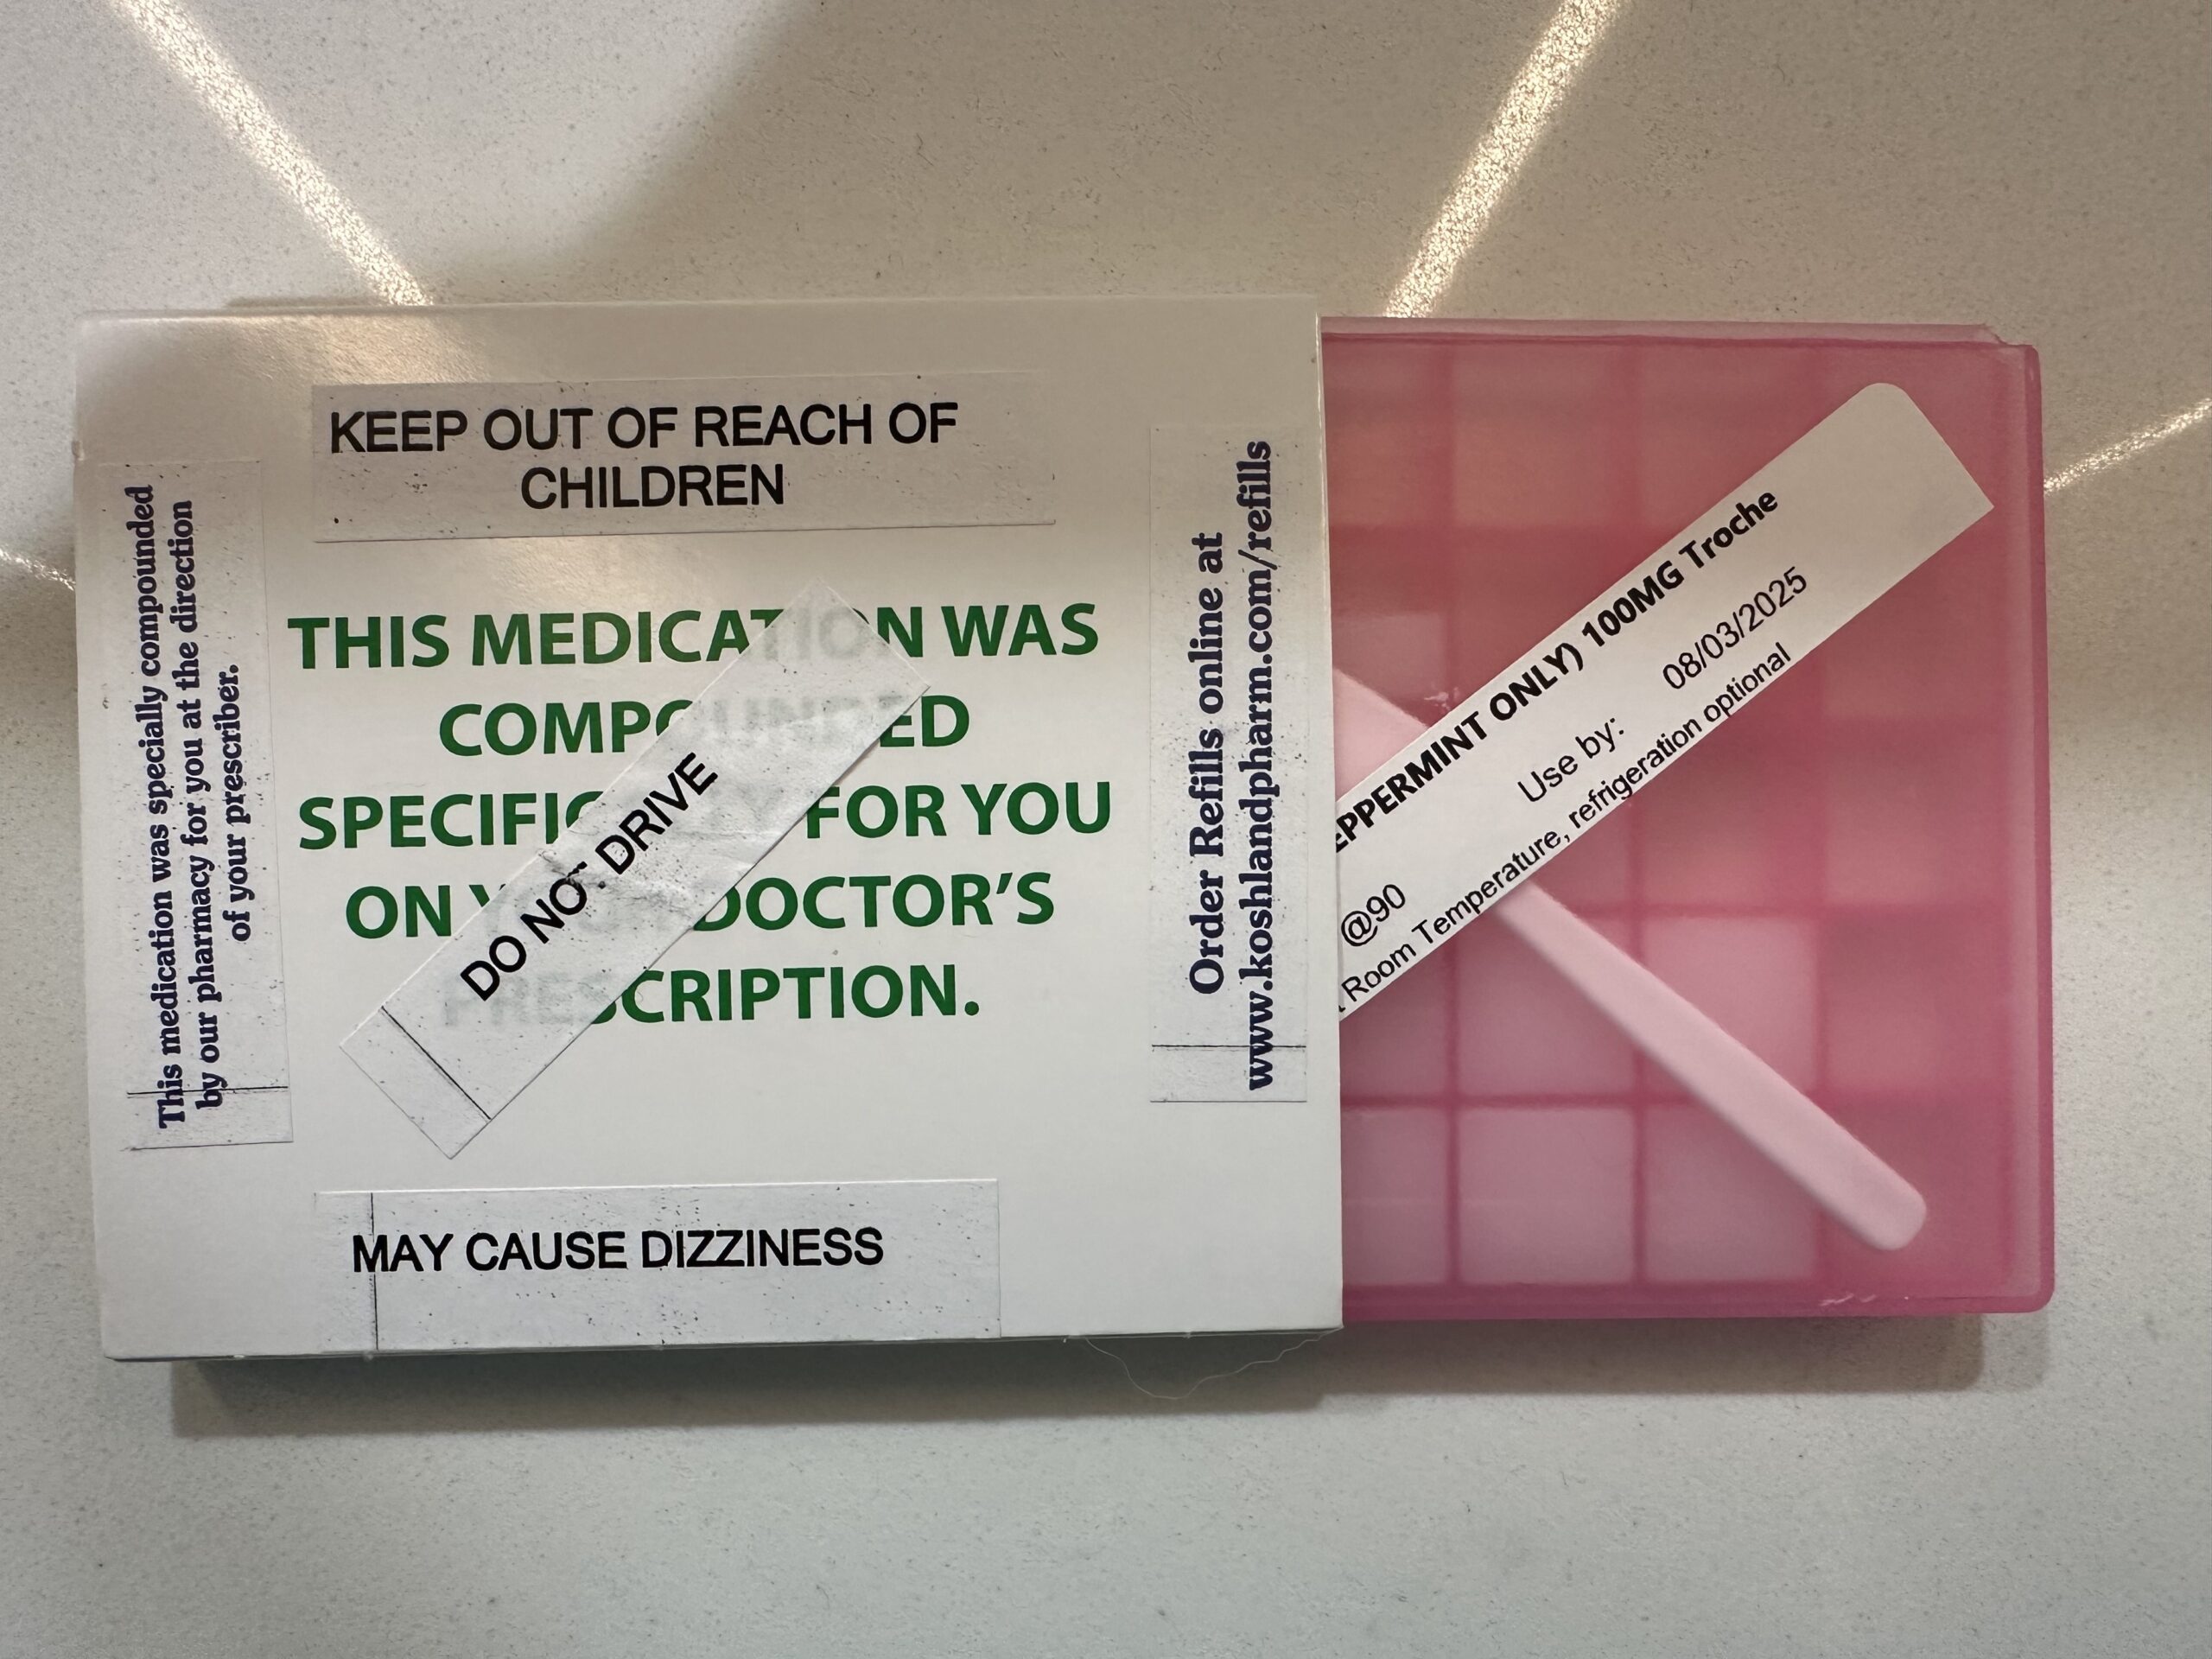 KEEP OUT OF REACH OF
CHILDREN
This medication was specially compounded
by our pharmacy for you at the direction
of your prescriber.
THIS MEDICATION WAS
COMPOUNDED
SPECIFIC FOR YOU
ON DOCTOR'S
PRESCRIPTION.
DO NOT DRIVE
MAY CAUSE DIZZINESS
Order Refills online at
www.koshlandpharm.com/refills
EPPERMINT ONLY) 100MG Troche
Use by: 08/03/2025
@90
Room Temperature, refrigeration optional